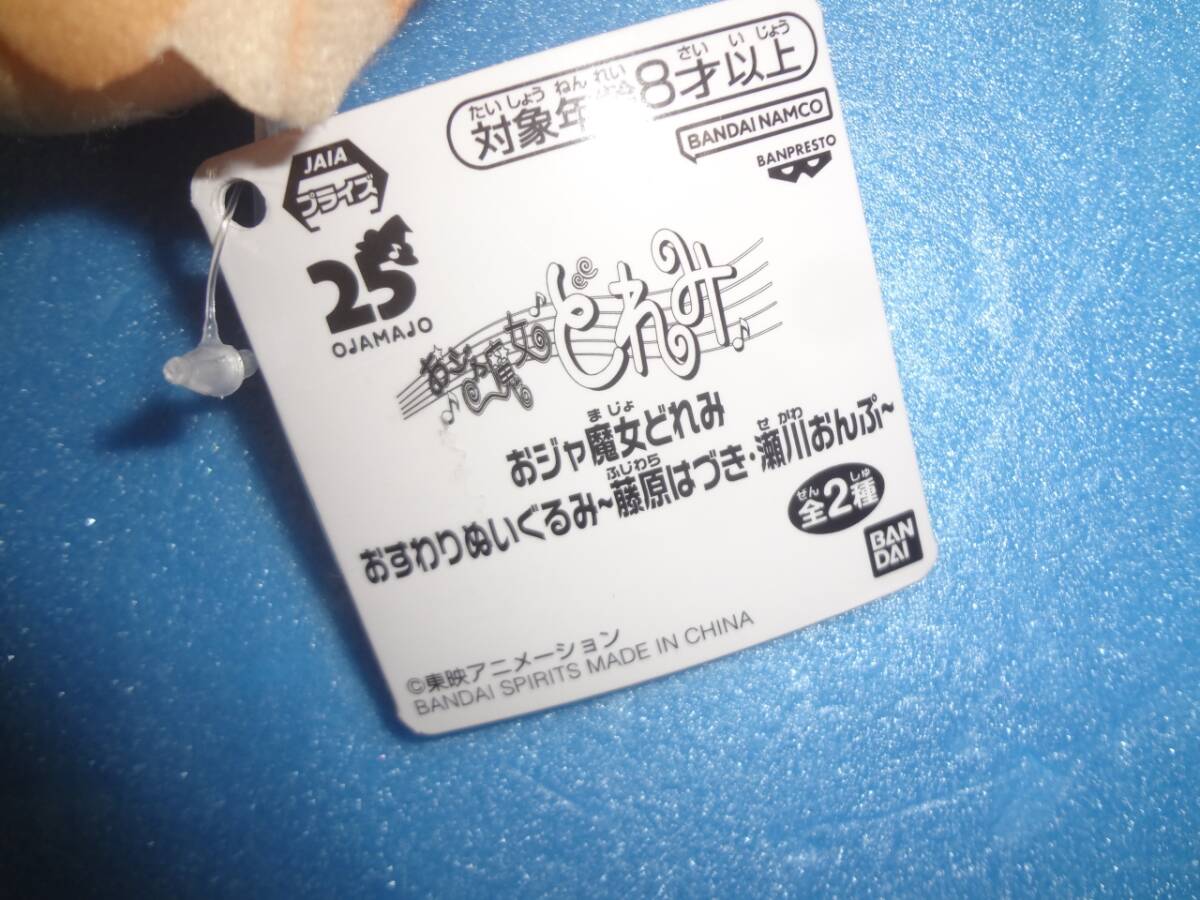 たいしょうねんれい さいいじょう
対象年齢8才以上
BANDAI NAMCO
BANPRESTO
JAIA
プライズ
25
OJAMAJO
おジャ魔女
どれみ
まじょ
おジャ魔女どれみ
ふじわら せがわ
おすわりぬいぐるみ~藤原はづき・瀬川おんぷ~
ぜんしゅ
全2種
BAN
DAI
©東映アニメーション
BANDAI SPIRITS MADE IN CHINA